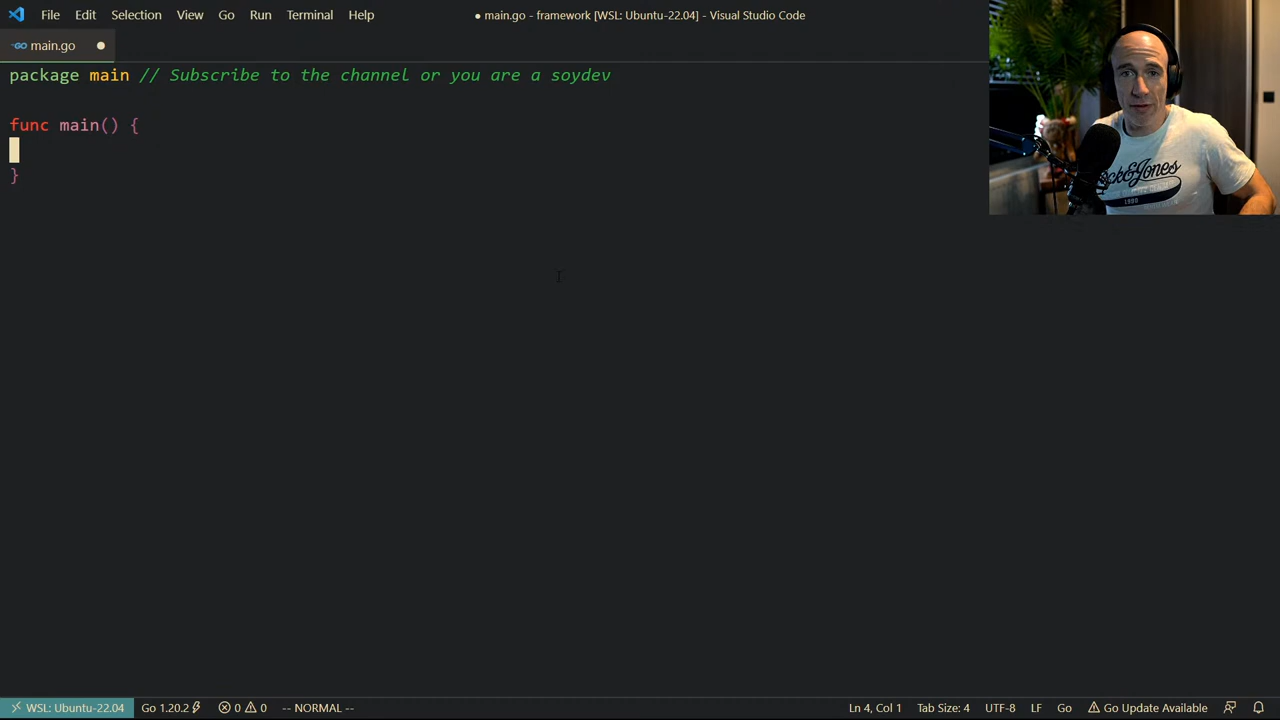 File Edit Selection View Go Run Terminal Help
● main.go - framework [WSL: Ubuntu-22.04] - Visual Studio Code
main.go
package main // Subscribe to the channel or you are a soydev
func main() {
}
Jack&Jones
1990
WSL: Ubuntu-22.04 Go 1.20.2 0 0 -- NORMAL --
Ln 4, Col 1 Tab Size: 4 UTF-8 LF Go Go Update Available